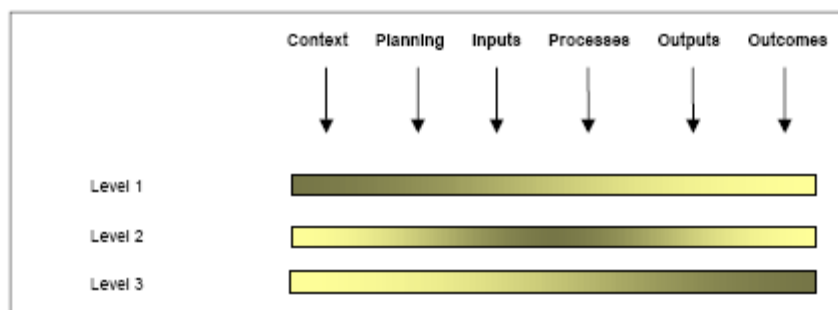 Context Planning Inputs Processes Outputs Outcomes
Level 1
Level 2
Level 3